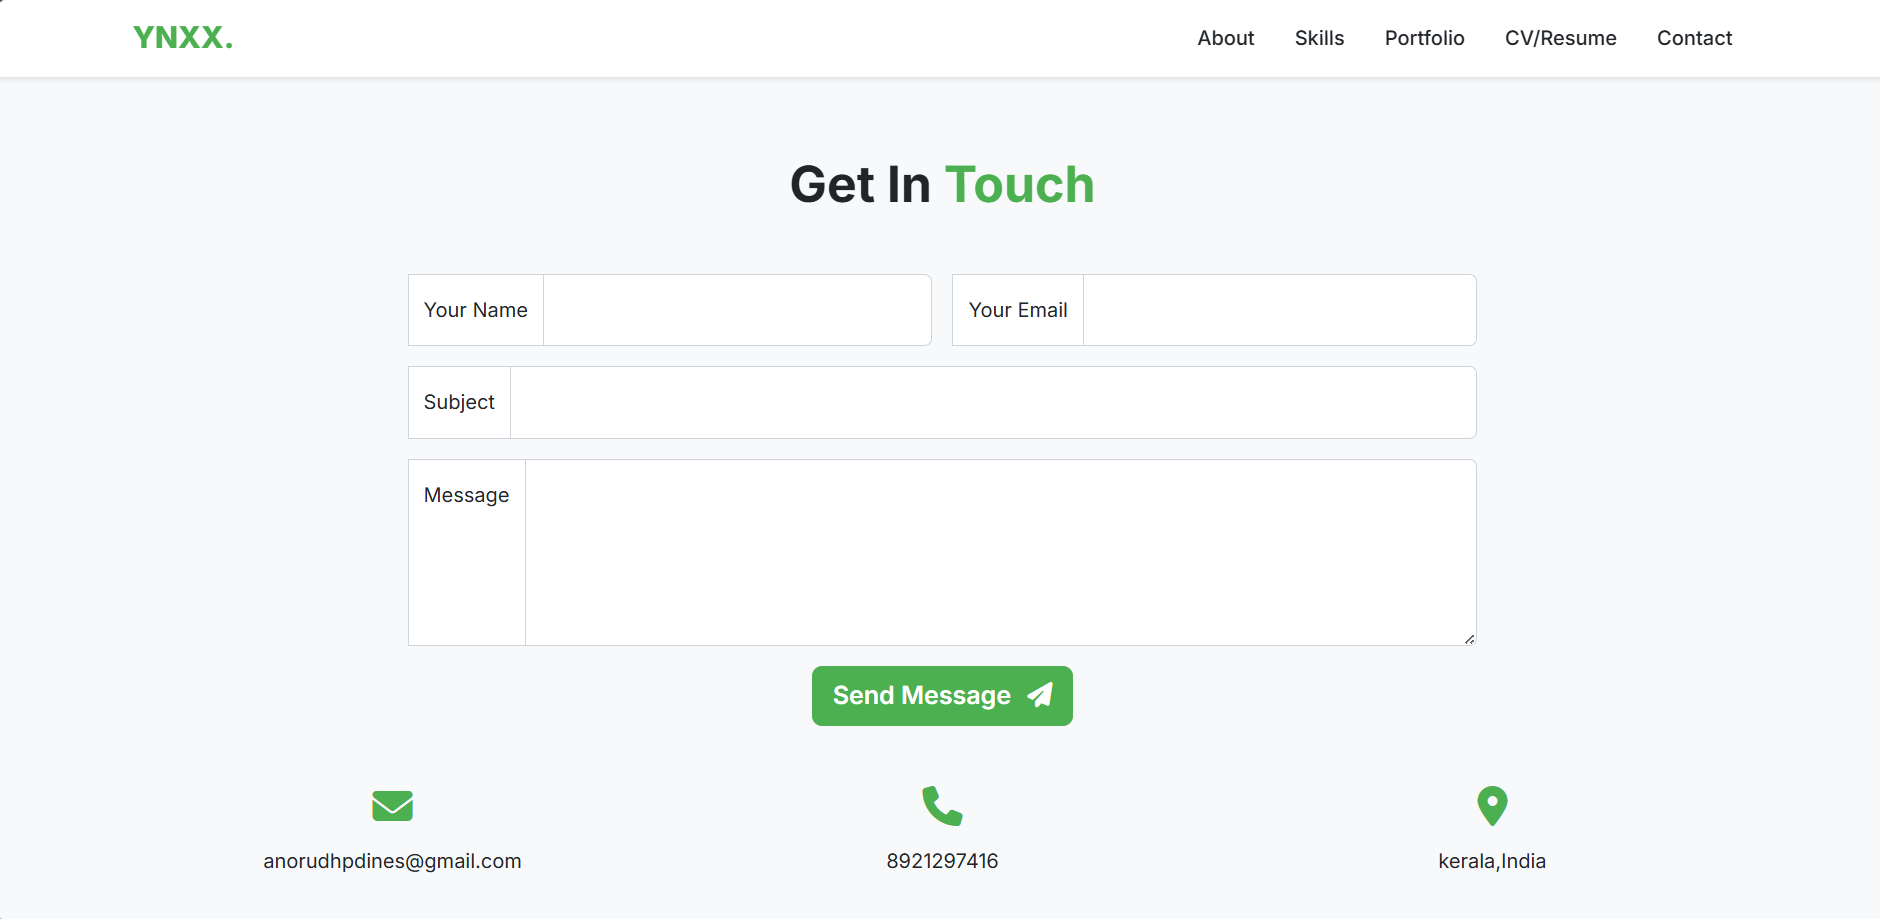 YNXX.
About Skills Portfolio CV/Resume Contact
Get In Touch
Your Name
Your Email
Subject
Message
Send Message
anorudhpdines@gmail.com
8921297416
kerala,India